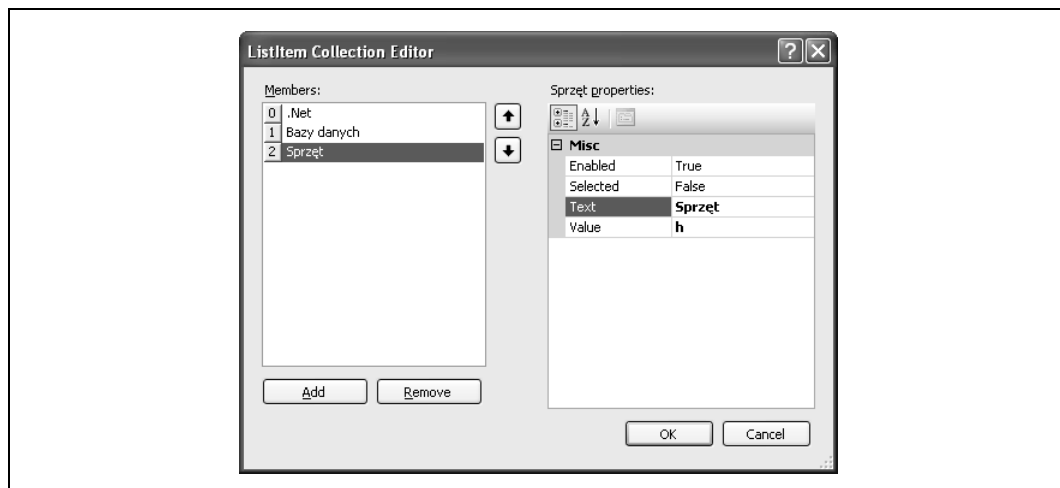 ListItem Collection Editor
Members:
0 .Net
1 Bazy danych
2 Sprzęt
Add Remove
Sprzęt properties:
Misc
Enabled True
Selected False
Text Sprzęt
Value h
OK Cancel